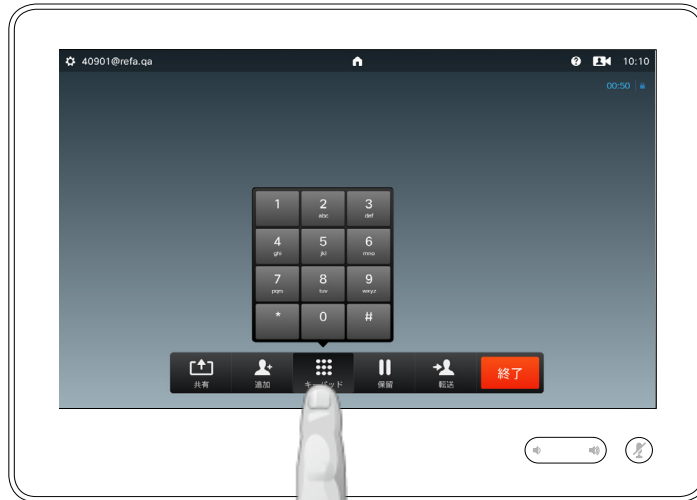 40901@refa.qa
? 10:10
00:50
1 2 abc 3 def
4 ghi 5 jkl 6 mno
7 pqrs 8 tuv 9 wxyz
* 0 #
共有 追加 キーパッド 保留 転送 終了